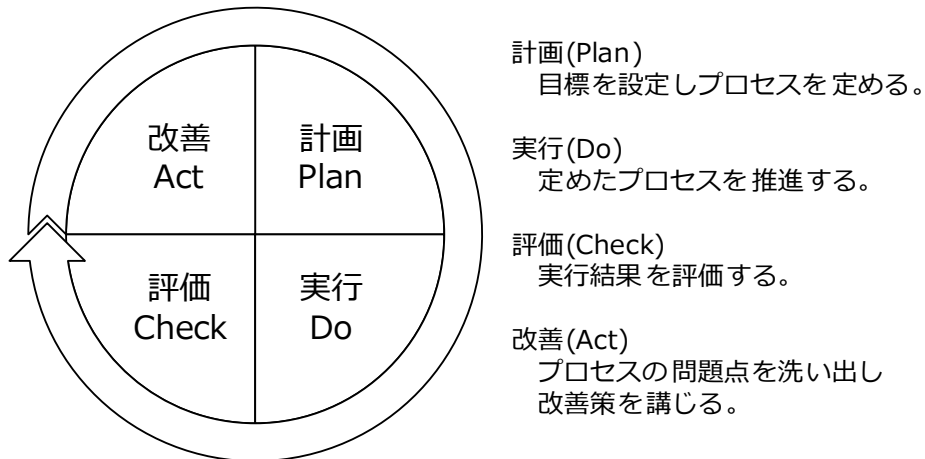 改善
Act
計画
Plan
評価
Check
実行
Do
計画(Plan)
目標を設定しプロセスを定める。
実行(Do)
定めたプロセスを推進する。
評価(Check)
実行結果を評価する。
改善(Act)
プロセスの問題点を洗い出し
改善策を講じる。